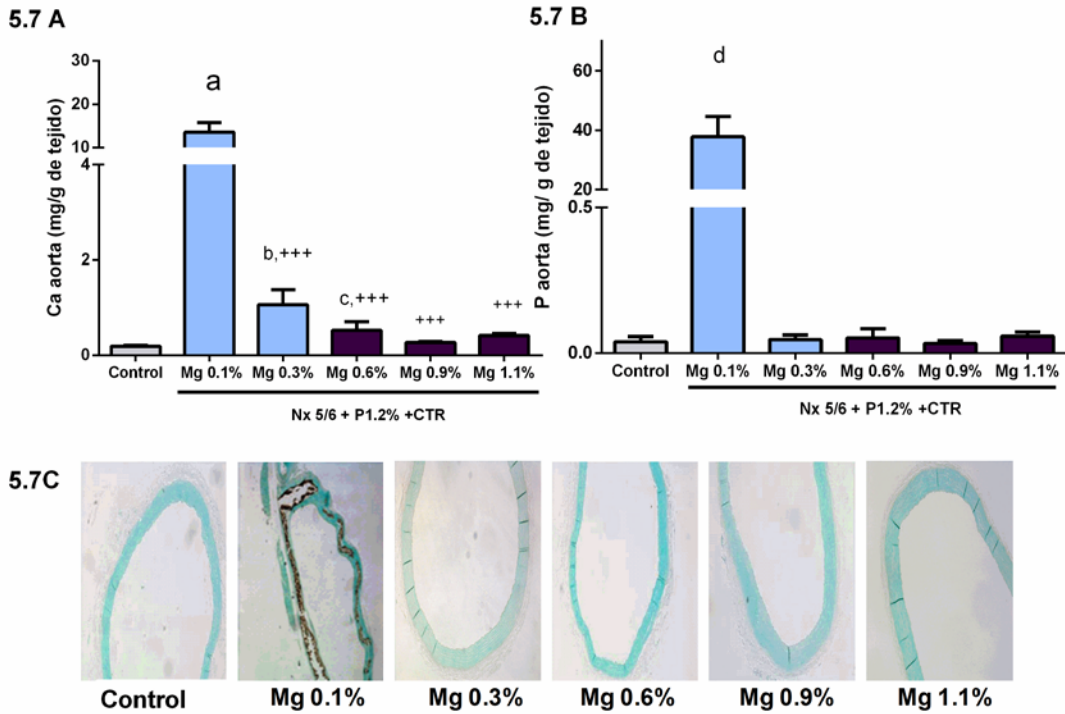 5.7 A
Ca aorta (mg/g de tejido)
30
20
10
4
2
0
a
b,+++
c,+++
+++
+++
Control Mg 0.1% Mg 0.3% Mg 0.6% Mg 0.9% Mg 1.1%
Nx 5/6 + P1.2% +CTR
5.7 B
P aorta (mg/ g de tejido)
60
40
20
0.5
0.0
d
Control Mg 0.1% Mg 0.3% Mg 0.6% Mg 0.9% Mg 1.1%
Nx 5/6 + P1.2% +CTR
5.7C
Control Mg 0.1% Mg 0.3% Mg 0.6% Mg 0.9% Mg 1.1%